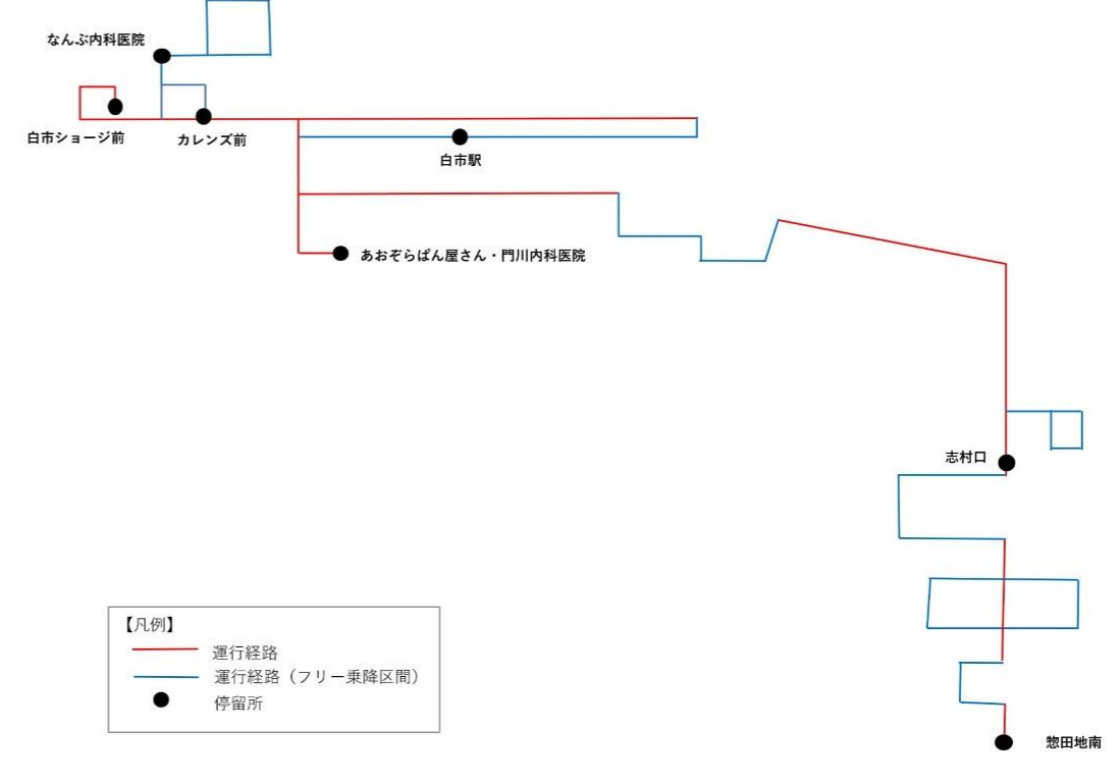 なんぶ内科医院
白市ショージ前
カレンズ前
白市駅
あおぞらぱん屋さん・門川内科医院
志村口
惣田地南
【凡例】
運行経路
運行経路（フリー乗降区間）
停留所